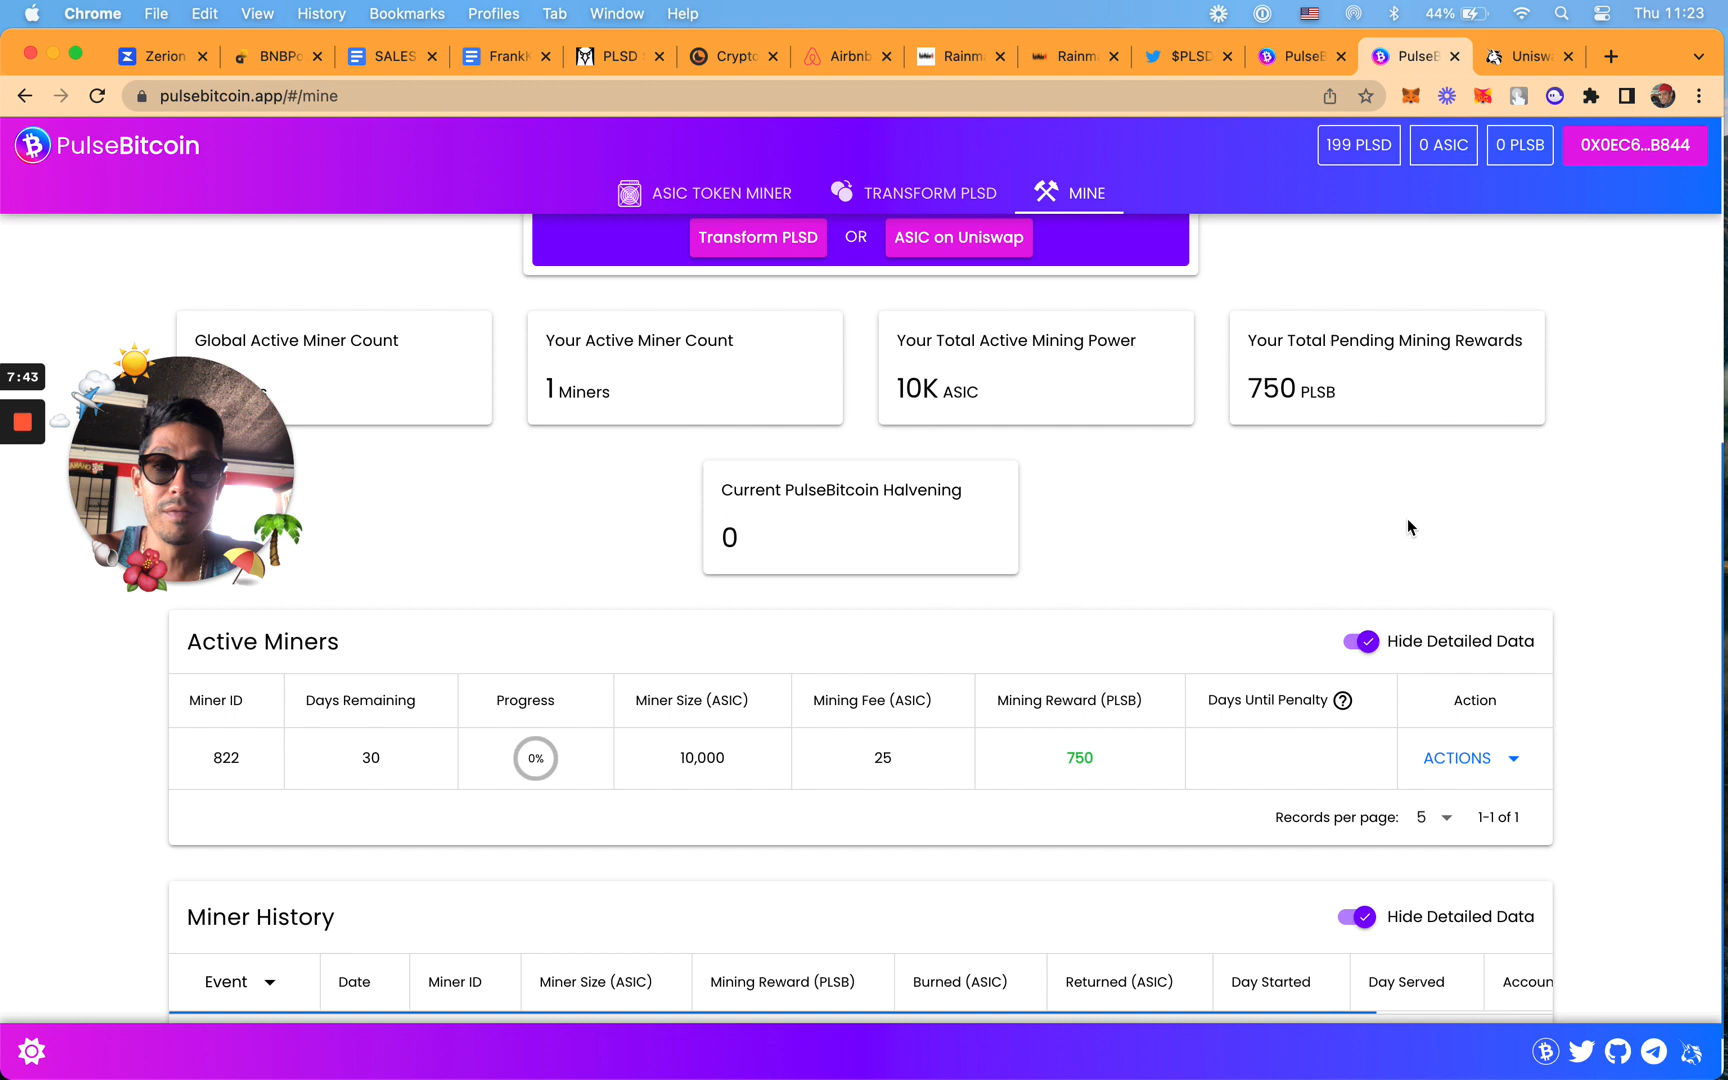 Chrome File Edit View History Bookmarks Profiles Tab Window Help 44% Thu 11:23
Zerion BNBPo SALES FrankK PLSD Crypto Airbnb Rainm Rainm $PLSD PulseB PulseB Unisw
pulsebitcoin.app/#/mine
PulseBitcoin
199 PLSD 0 ASIC 0 PLSB 0X0EC6...B844
ASIC TOKEN MINER TRANSFORM PLSD MINE
Transform PLSD OR ASIC on Uniswap
Global Active Miner Count
Your Active Miner Count
1 Miners
Your Total Active Mining Power
10K ASIC
Your Total Pending Mining Rewards
750 PLSB
7:43
Current PulseBitcoin Halvening
0
Active Miners
Hide Detailed Data
Miner ID Days Remaining Progress Miner Size (ASIC) Mining Fee (ASIC) Mining Reward (PLSB) Days Until Penalty ? Action
822 30 0% 10,000 25 750 ACTIONS
Records per page: 5 1-1 of 1
Miner History
Hide Detailed Data
Event Date Miner ID Miner Size (ASIC) Mining Reward (PLSB) Burned (ASIC) Returned (ASIC) Day Started Day Served Accoun